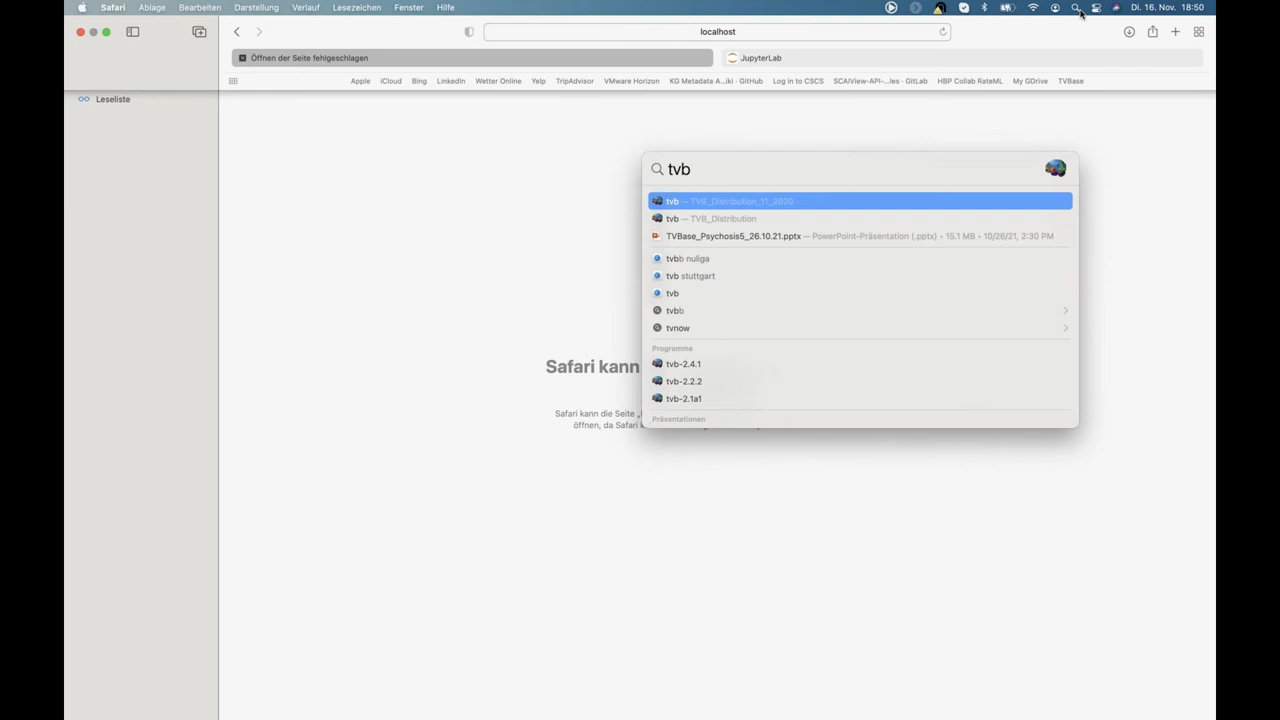 Safari Ablage Bearbeiten Darstellung Verlauf Lesezeichen Fenster Hilfe Di. 16. Nov. 18:50
localhost
Öffnen der Seite fehlgeschlagen JupyterLab
Apple iCloud Bing LinkedIn Wetter Online Yelp TripAdvisor VMware Horizon KG Metadata A...iki · GitHub Log in to CSCS SCAIView-API-...les · GitLab HBP Collab RateML My GDrive TVBase
Leseliste
tvb
tvb — TVB_Distribution_11_2020
tvb — TVB_Distribution
TVBase_Psychosis5_26.10.21.pptx — PowerPoint-Präsentation (.pptx) • 15.1 MB • 10/26/21, 2:30 PM
tvbb nuliga
tvb stuttgart
tvb
tvbb
tvnow
Programme
tvb-2.4.1
tvb-2.2.2
tvb-2.1a1
Präsentationen
Safari kann
Safari kann die Seite „
öffnen, da Safari k